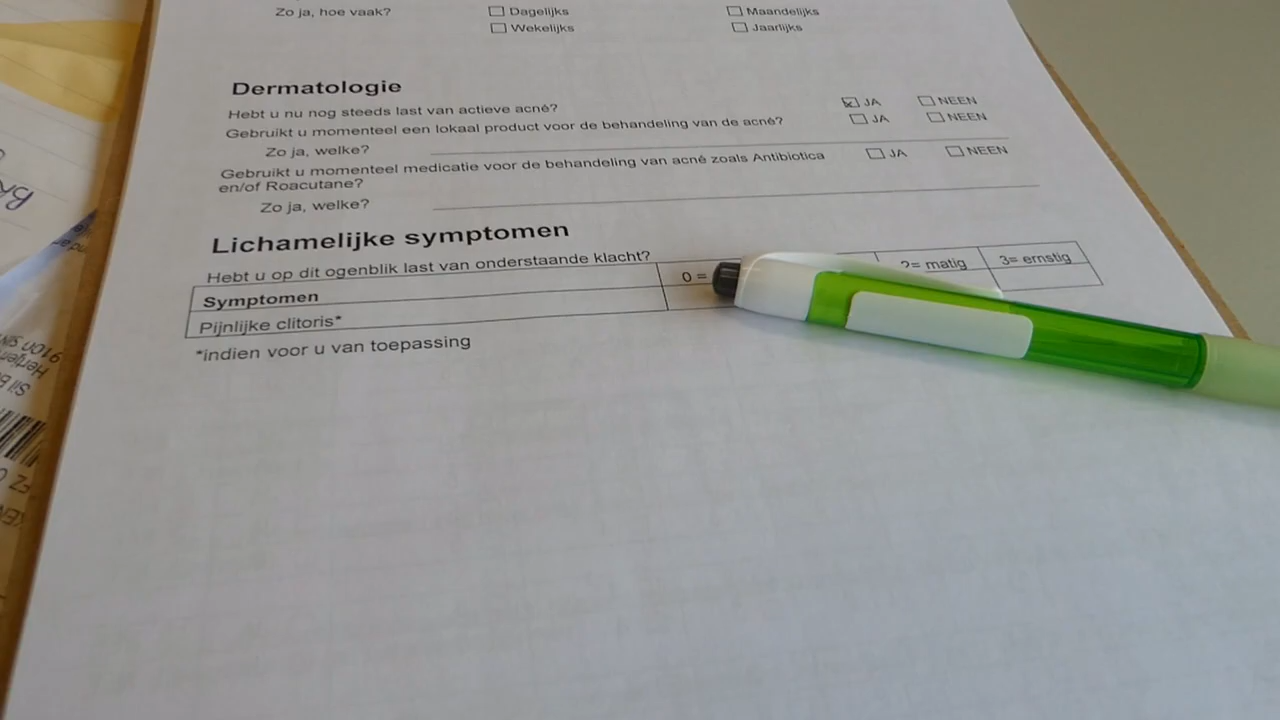 Zo ja, hoe vaak? ☐ Dagelijks ☐ Maandelijks
☐ Wekelijks ☐ Jaarlijks
Dermatologie
Hebt u nu nog steeds last van actieve acné? ☒ JA ☐ NEEN
Gebruikt u momenteel een lokaal product voor de behandeling van de acné? ☐ JA ☐ NEEN
Zo ja, welke?
Gebruikt u momenteel medicatie voor de behandeling van acné zoals Antibiotica ☐ JA ☐ NEEN
en/of Roacutane?
Zo ja, welke?
Lichamelijke symptomen
Hebt u op dit ogenblik last van onderstaande klacht?
Symptomen 0 = 2= matig 3= ernstig
Pijnlijke clitoris*
*indien voor u van toepassing